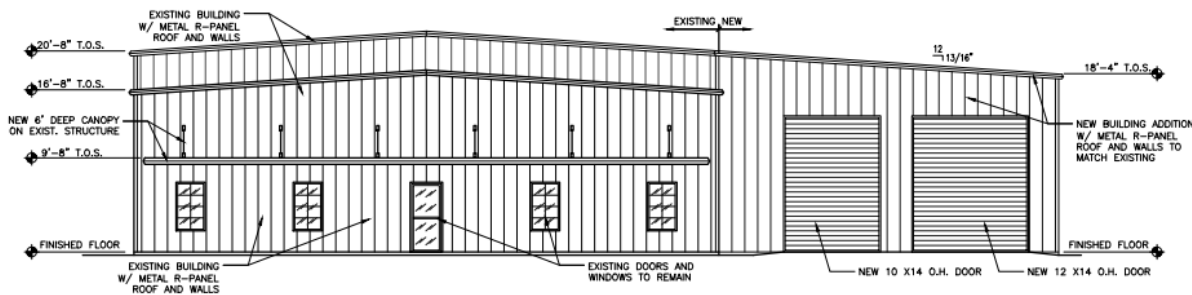 EXISTING BUILDING
W/ METAL R-PANEL
ROOF AND WALLS
EXISTING NEW
20'-8" T.O.S.
12
13/16"
18'-4" T.O.S.
16'-8" T.O.S.
NEW 6' DEEP CANOPY
ON EXIST. STRUCTURE
NEW BUILDING ADDITION
W/ METAL R-PANEL
ROOF AND WALLS TO
MATCH EXISTING
9'-8" T.O.S.
FINISHED FLOOR
FINISHED FLOOR
EXISTING BUILDING
W/ METAL R-PANEL
ROOF AND WALLS
EXISTING DOORS AND
WINDOWS TO REMAIN
NEW 10 X14 O.H. DOOR
NEW 12 X14 O.H. DOOR